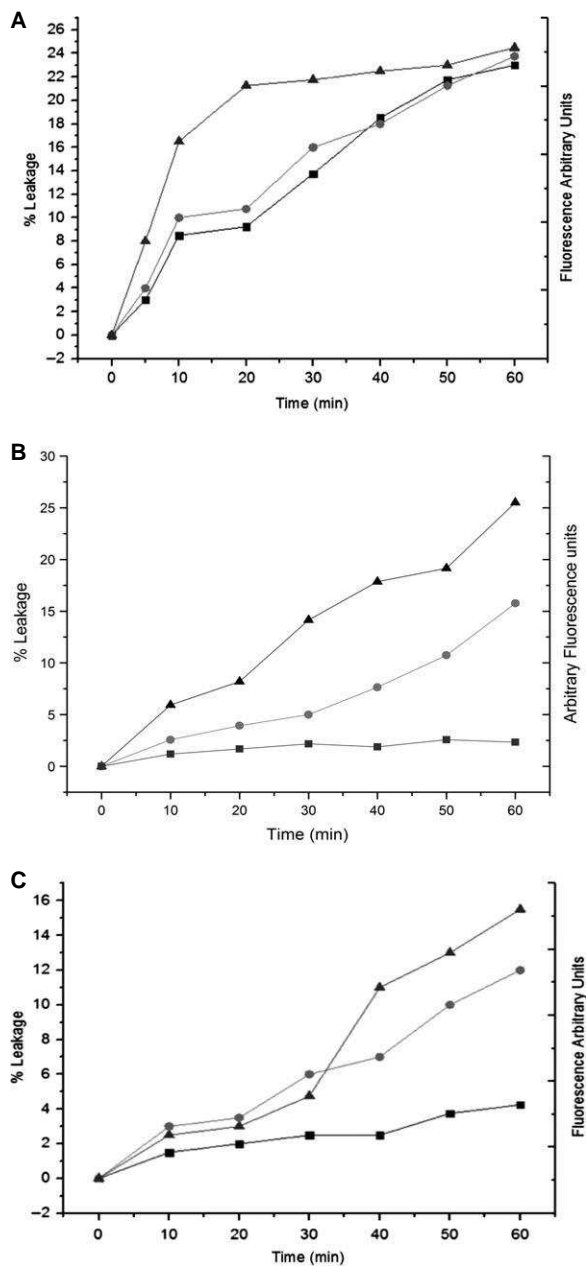 A
26
24
22
20
18
16
14
12
10
8
6
4
2
0
–2
% Leakage
Fluorescence Arbitrary Units
0 10 20 30 40 50 60
Time (min)
B
30
25
20
15
10
5
0
% Leakage
Arbitrary Fluorescence units
0 10 20 30 40 50 60
Time (min)
C
16
14
12
10
8
6
4
2
0
–2
% Leakage
Fluorescence Arbitrary Units
0 10 20 30 40 50 60
Time (min)